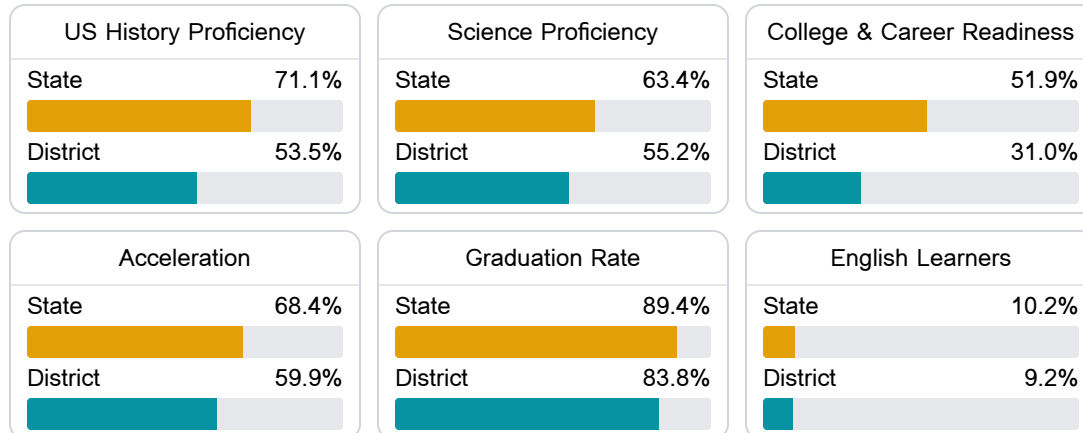 US History Proficiency
State 71.1%
District 53.5%
Science Proficiency
State 63.4%
District 55.2%
College & Career Readiness
State 51.9%
District 31.0%
Acceleration
State 68.4%
District 59.9%
Graduation Rate
State 89.4%
District 83.8%
English Learners
State 10.2%
District 9.2%